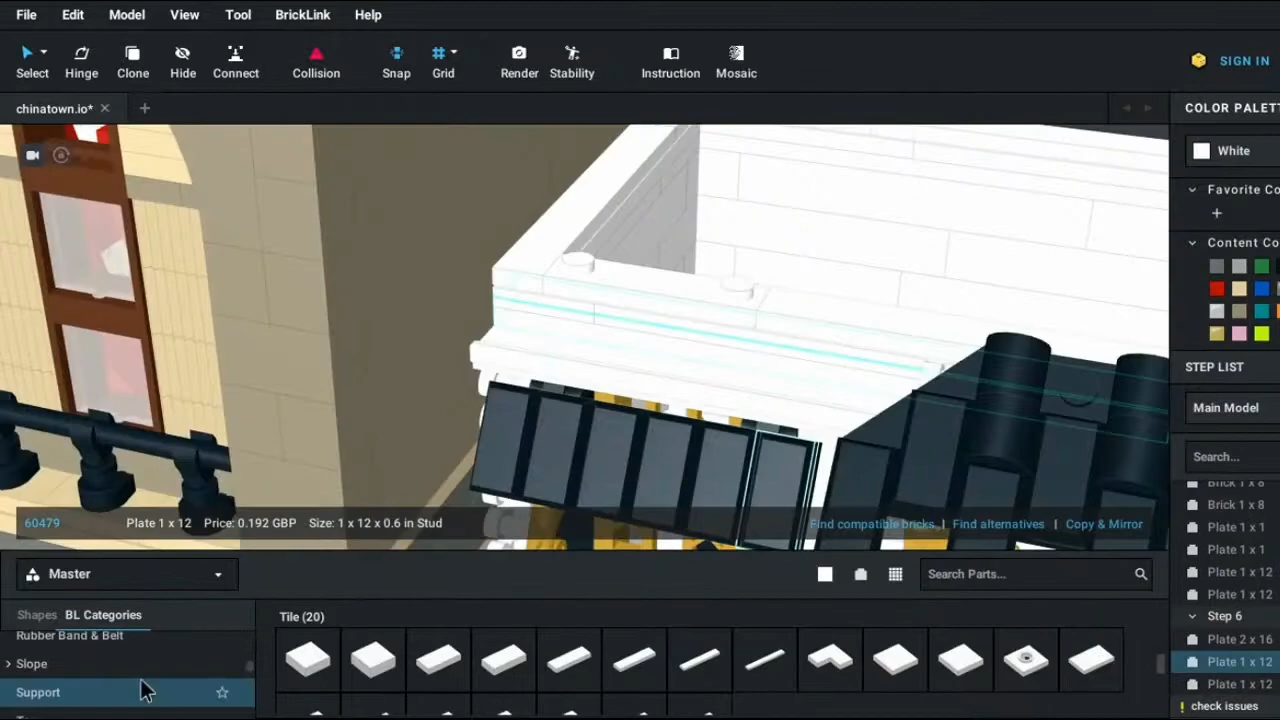 File Edit Model View Tool BrickLink Help
Select Hinge Clone Hide Connect Collision Snap Grid Render Stability Instruction Mosaic SIGN IN
chinatown.io*
COLOR PALET
White
Favorite Co
Content Co
STEP LIST
Main Model
Search...
Brick 1 x 8
Brick 1 x 8
Plate 1 x 1
Plate 1 x 1
Plate 1 x 12
Plate 1 x 12
Step 6
Plate 2 x 16
Plate 1 x 12
Plate 1 x 12
check issues
60479 Plate 1 x 12 Price: 0.192 GBP Size: 1 x 12 x 0.6 in Stud Find compatible bricks | Find alternatives | Copy & Mirror
Master Search Parts...
Shapes BL Categories Tile (20)
Rubber Band & Belt
Slope
Support